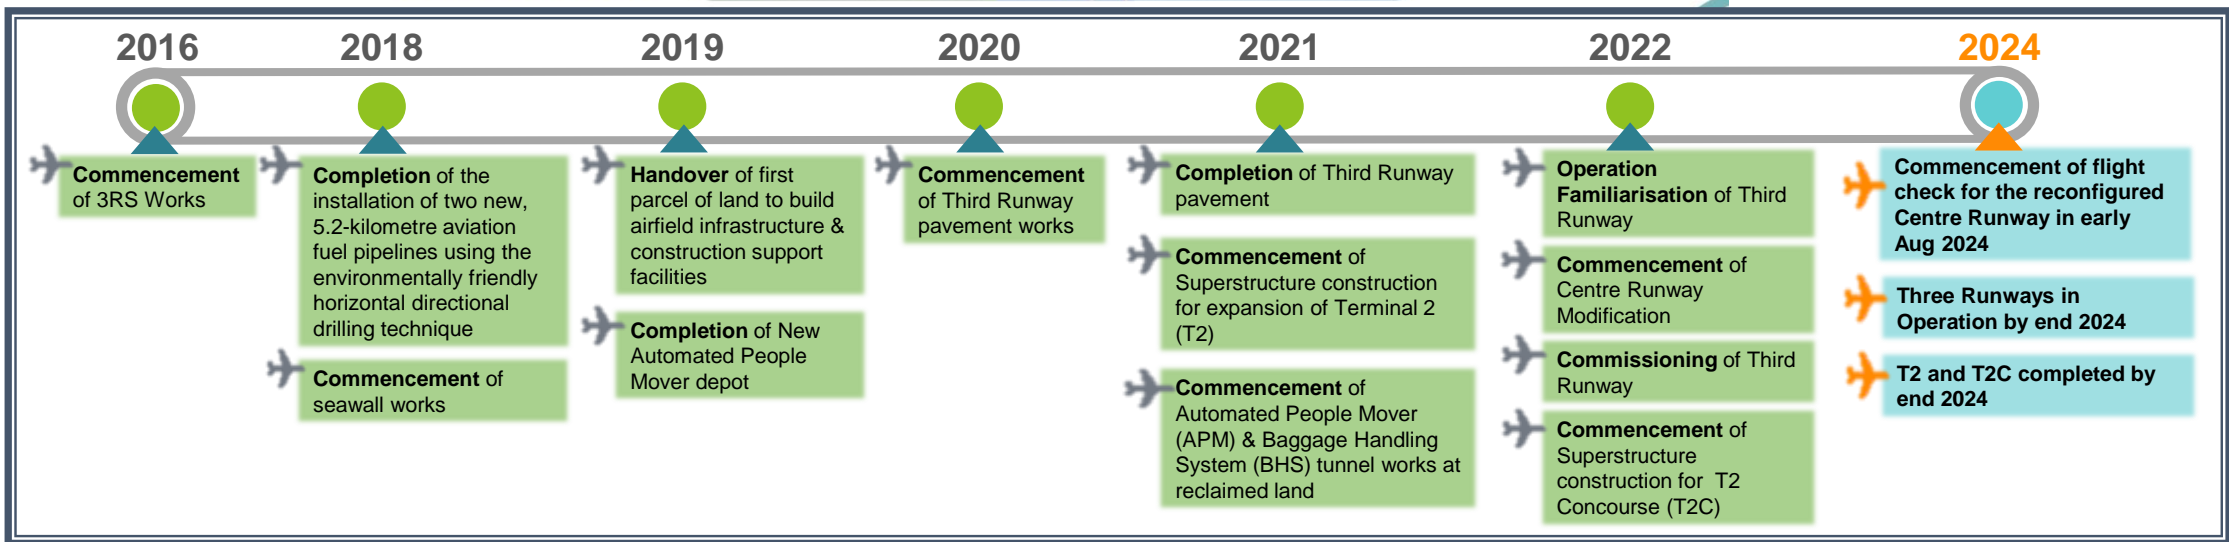 2016
2018
2019
2020
2021
2022
2024
Commencement
of 3RS Works
Completion of the
installation of two new,
5.2-kilometre aviation
fuel pipelines using the
environmentally friendly
horizontal directional
drilling technique
Commencement of
seawall works
Handover of first
parcel of land to build
airfield infrastructure &
construction support
facilities
Completion of New
Automated People
Mover depot
Commencement
of Third Runway
pavement works
Completion of Third Runway
pavement
Commencement of
Superstructure construction
for expansion of Terminal 2
(T2)
Commencement of
Automated People Mover
(APM) & Baggage Handling
System (BHS) tunnel works at
reclaimed land
Operation
Familiarisation of Third
Runway
Commencement of
Centre Runway
Modification
Commissioning of Third
Runway
Commencement of
Superstructure
construction for T2
Concourse (T2C)
Commencement of flight
check for the reconfigured
Centre Runway in early
Aug 2024
Three Runways in
Operation by end 2024
T2 and T2C completed by
end 2024